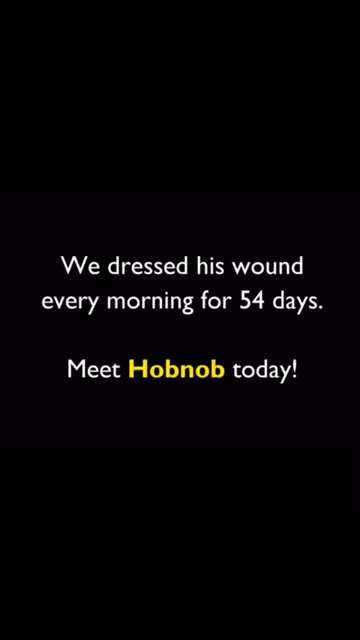 We dressed his wound
every morning for 54 days.
Meet Hobnob today!